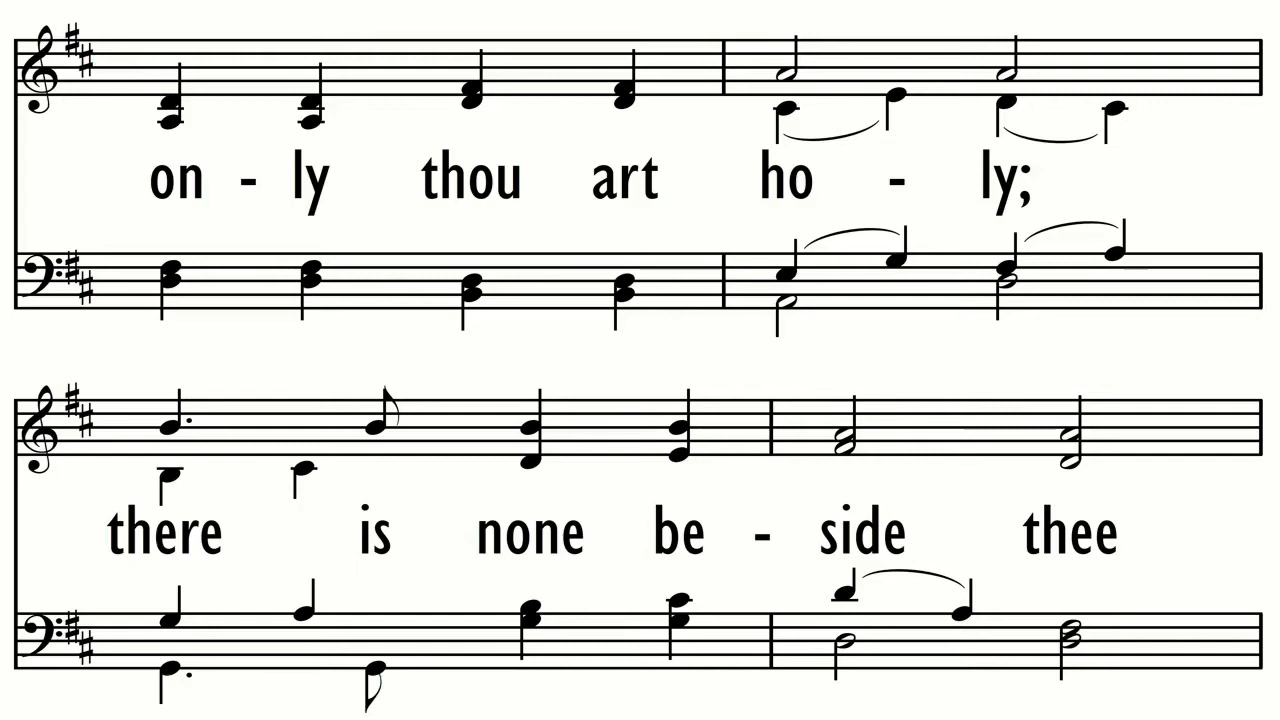 on - ly thou art ho - ly;
there is none be - side thee